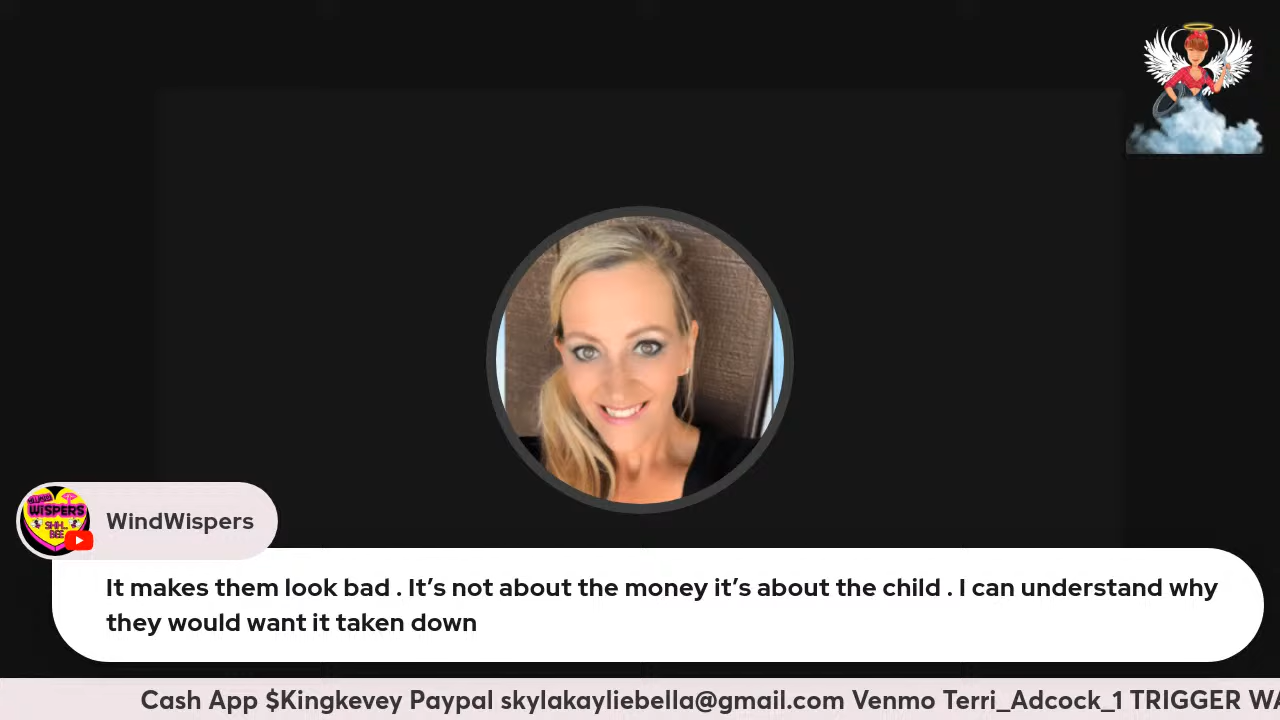 WISPERS
WindWispers
It makes them look bad . It’s not about the money it’s about the child . I can understand why
they would want it taken down
Cash App $Kingkevey Paypal skylakayliebella@gmail.com Venmo Terri_Adcock_1 TRIGGER WA